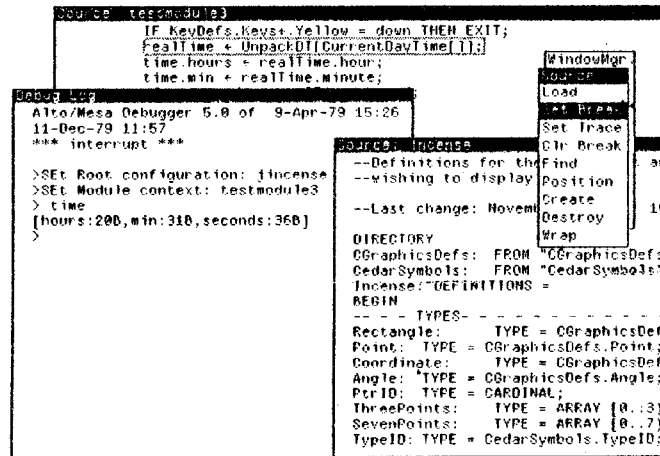 Source: testmodule3
IF KeyDefs.Keys↑.Yellow = down THEN EXIT;
realTime ← UnpackDT[CurrentDayTime[]];
time.hours ← realTime.hour;
time.min ← realTime.minute;
Debug Log
Alto/Mesa Debugger 5.0 of 9-Apr-79 15:26
11-Dec-79 11:57
*** interrupt ***
>SEt Root configuration: jincense
>SEt Module context: testmodule3
> time
[hours:20B,min:31B,seconds:36B]
>
WindowMgr
Source
Load
Set Break
Set Trace
Clr Break
Find
Position
Create
Destroy
Wrap
Source: Incense
--Definitions for the
--wishing to display
--Last change: Novem
DIRECTORY
CGraphicsDefs: FROM "CGraphicsDefs
CedarSymbols: FROM "CedarSymbols"
Incense: DEFINITIONS =
BEGIN
-- - - TYPES- - - - - - - - - - -
Rectangle: TYPE = CGraphicsDef
Point: TYPE = CGraphicsDefs.Point;
Coordinate: TYPE = CGraphicsDef
Angle: TYPE = CGraphicsDefs.Angle;
PtrID: TYPE = CARDINAL;
ThreePoints: TYPE = ARRAY [0..3)
SevenPoints: TYPE = ARRAY [0..7)
TypeID: TYPE = CedarSymbols.TypeID;